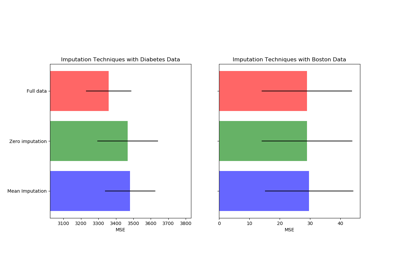 Imputation Techniques with Diabetes Data
Imputation Techniques with Boston Data
Full data
Zero imputation
Mean Imputation
3100 3200 3300 3400 3500 3600 3700 3800
MSE
0 10 20 30 40
MSE